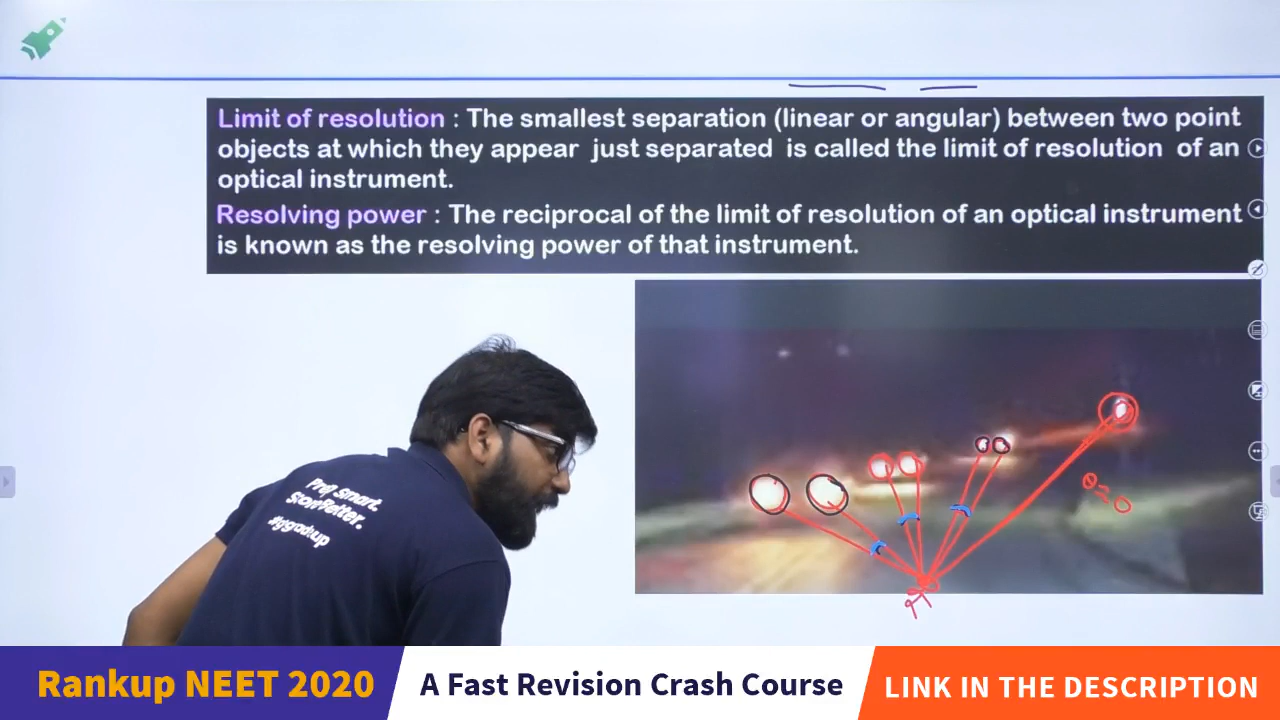 Limit of resolution : The smallest separation (linear or angular) between two point
objects at which they appear just separated is called the limit of resolution of an
optical instrument.
Resolving power : The reciprocal of the limit of resolution of an optical instrument
is known as the resolving power of that instrument.
Prep smart.
Score better.
#gradeup
Rankup NEET 2020
A Fast Revision Crash Course
LINK IN THE DESCRIPTION